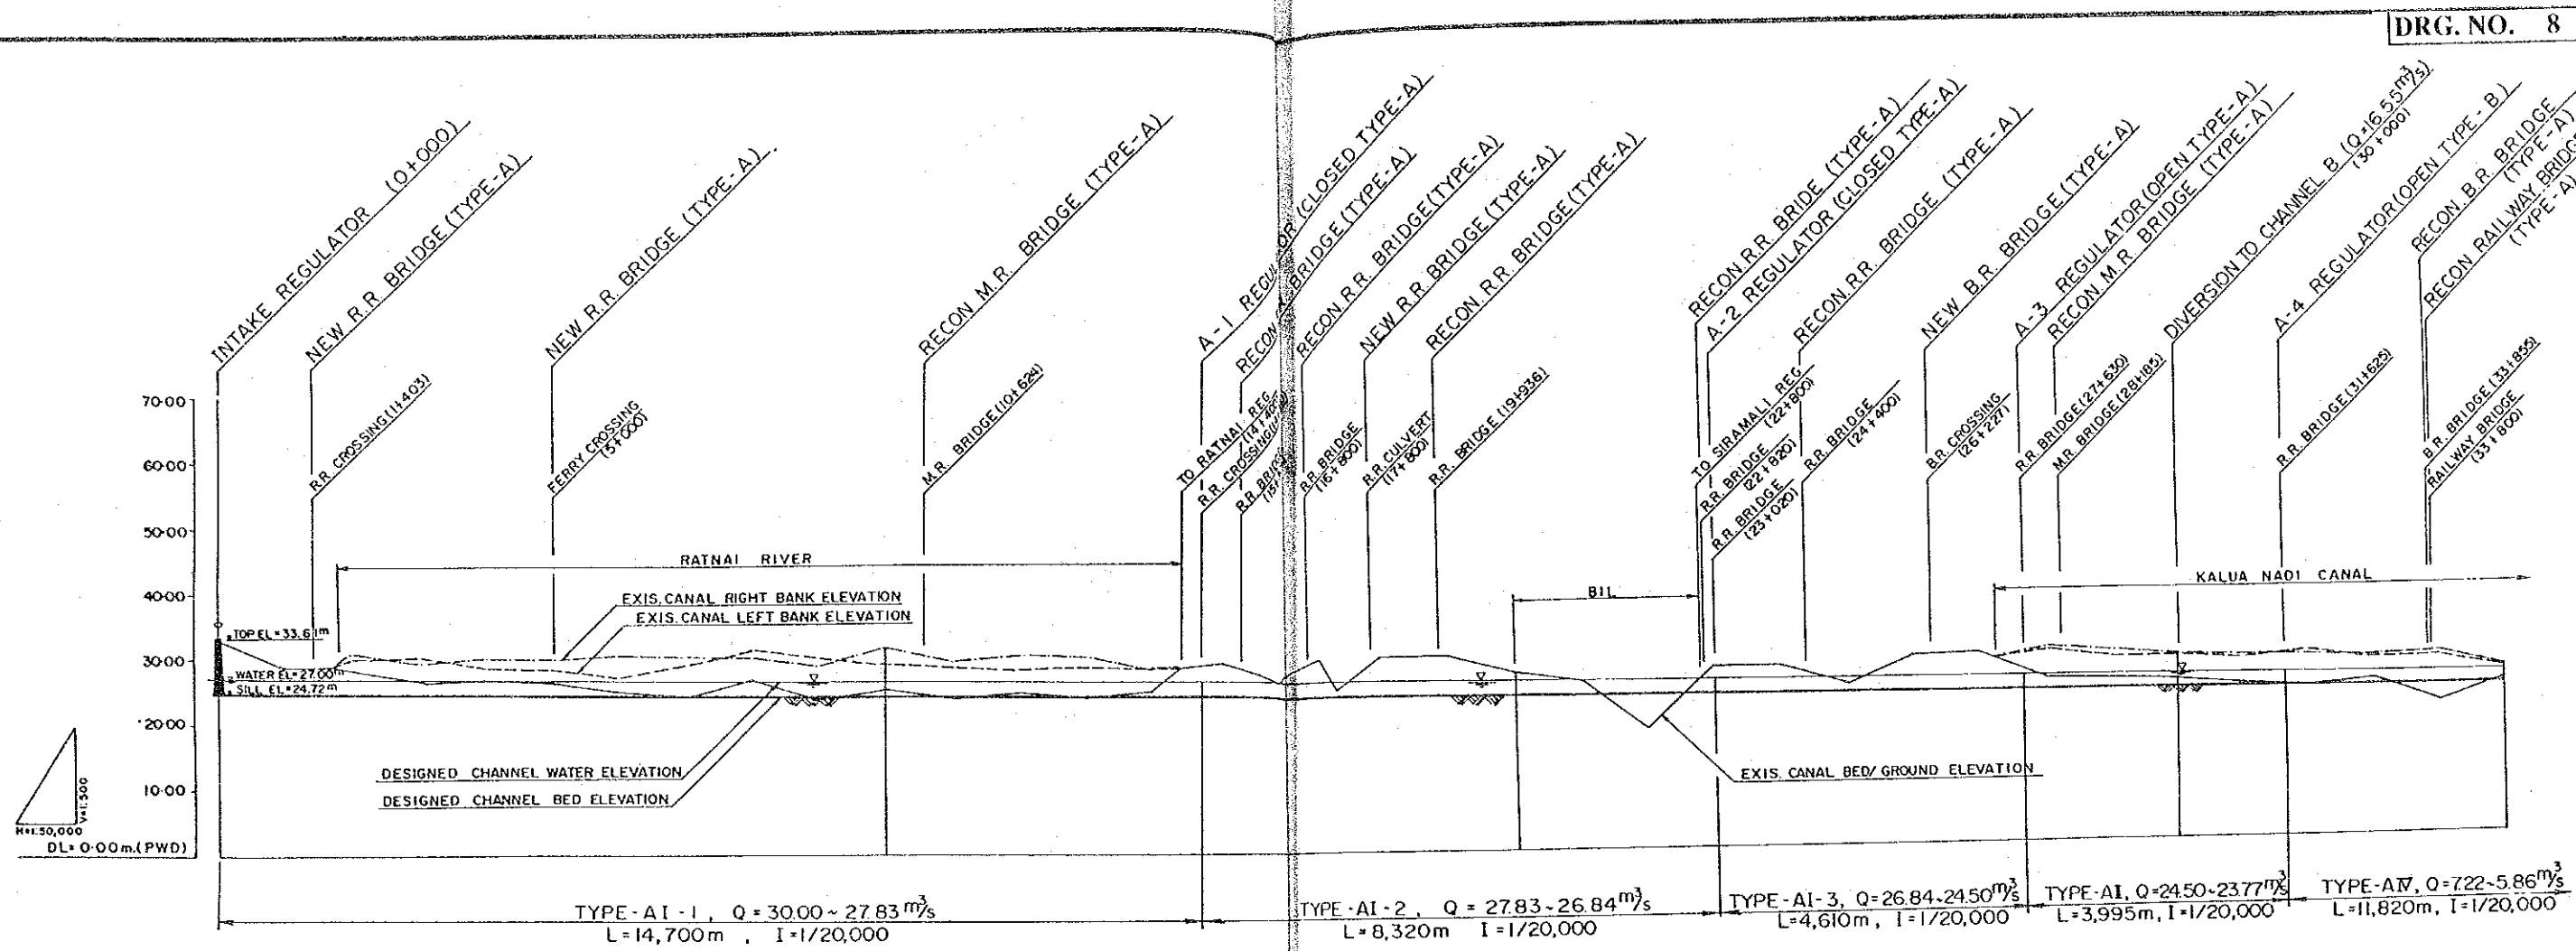 DRG. NO. 8
INTAKE REGULATOR (0+000)
NEW R.R. BRIDGE (TYPE-A)
NEW R.R. BRIDGE (TYPE-A)
RECON M.R. BRIDGE (TYPE-A)
A-1 REGULATOR (CLOSED TYPE-A)
BRIDGE (TYPE-A)
RECON R.R. BRIDGE (TYPE-A)
NEW R.R. BRIDGE (TYPE-A)
RECON. R.R. BRIDGE (TYPE-A)
RECON. R.R. BRIDE (TYPE-A)
A-2 REGULATOR (CLOSED TYPE-A)
RECON. R.R. BRIDGE (TYPE-A)
NEW B.R. BRIDGE (TYPE-A)
A-3 REGULATOR (OPEN TYPE-A)
RECON. M.R. BRIDGE (TYPE-A)
DIVERSION TO CHANNEL B (Q=16.55 m³/s)
(30+000)
A-4 REGULATOR (OPEN TYPE-B)
RECON B.R. BRIDGE
(TYPE-A)
RECON RAILWAY BRIDGE
(TYPE-A)
R.R. CROSSING (1+403)
FERRY CROSSING
(5+000)
M.R. BRIDGE (10+624)
TO RATNAI REG
(14+400)
R.R. CROSSING
R.R. BRIDGE
R.R. BRIDGE
(16+800)
R.R. CULVERT
(17+800)
R.R. BRIDGE (19+936)
TO SIRAMALI REG
(22+800)
R.R. BRIDGE
(22+820)
R.R. BRIDGE
(23+020)
R.R. BRIDGE
(24+400)
B.R. CROSSING
(26+227)
R.R. BRIDGE (27+630)
M.R. BRIDGE (28+185)
R.R. BRIDGE (31+625)
B.R. BRIDGE (33+855)
RAILWAY BRIDGE
(33+800)
70·00
60·00
50·00
40·00
30·00
20·00
10·00
DL= 0·00m.(PWD)
V=1:500
H=1:50,000
TOP EL=33.61m
WATER EL=27.00m
SILL EL=24.72m
RATNAI RIVER
BIL
KALUA NADI CANAL
EXIS. CANAL RIGHT BANK ELEVATION
EXIS. CANAL LEFT BANK ELEVATION
DESIGNED CHANNEL WATER ELEVATION
DESIGNED CHANNEL BED ELEVATION
EXIS. CANAL BED/ GROUND ELEVATION
TYPE-AI-1, Q = 30.00 ~ 27.83 m³/s
L=14,700m , I=1/20,000
TYPE-AI-2, Q = 27.83~26.84 m³/s
L=8,320m I=1/20,000
TYPE-AI-3, Q=26.84~24.50 m³/s
L=4,610m, I=1/20,000
TYPE-AI, Q=24.50~23.77 m³/s
L=3,995m, I=1/20,000
TYPE-AIV, Q=7.22~5.86 m³/s
L=11,820m, I=1/20,000